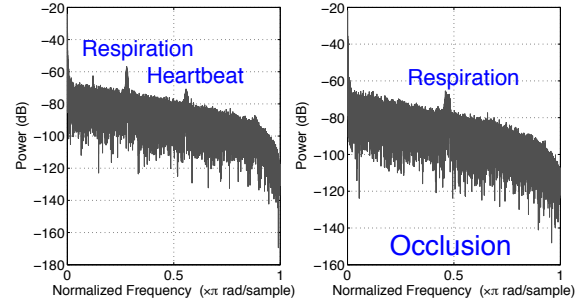 −20
−40
−60
−80
−100
−120
−140
−160
−180
Power (dB)
Respiration
Heartbeat
0
0.5
1
Normalized Frequency (×π rad/sample)
−20
−40
−60
−80
−100
−120
−140
−160
Power (dB)
Respiration
Occlusion
0
0.5
1
Normalized Frequency (×π rad/sample)